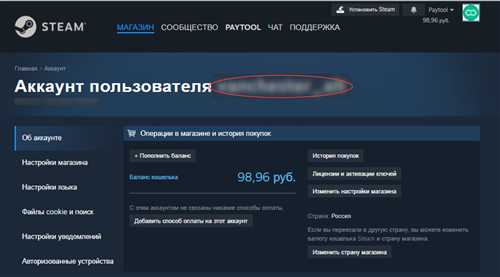 Установить Steam
Paytool
98,96 руб.
STEAM
МАГАЗИН СООБЩЕСТВО PAYTOOL ЧАТ ПОДДЕРЖКА
Главная > Аккаунт
Аккаунт пользователя
Об аккаунте
Настройки магазина
Настройки языка
Файлы cookie и поиск
Настройки уведомлений
Авторизованные устройства
Операции в магазине и история покупок
+ Пополнить баланс
Баланс кошелька 98,96 руб.
С этим аккаунтом не связаны никакие способы оплаты.
Добавить способ оплаты на этот аккаунт
История покупок
Лицензии и активации ключей
Изменить настройки магазина
Страна: Россия
Если вы переехали в другую страну, вы можете изменить
валюту кошелька Steam и страну магазина.
Изменить страну магазина